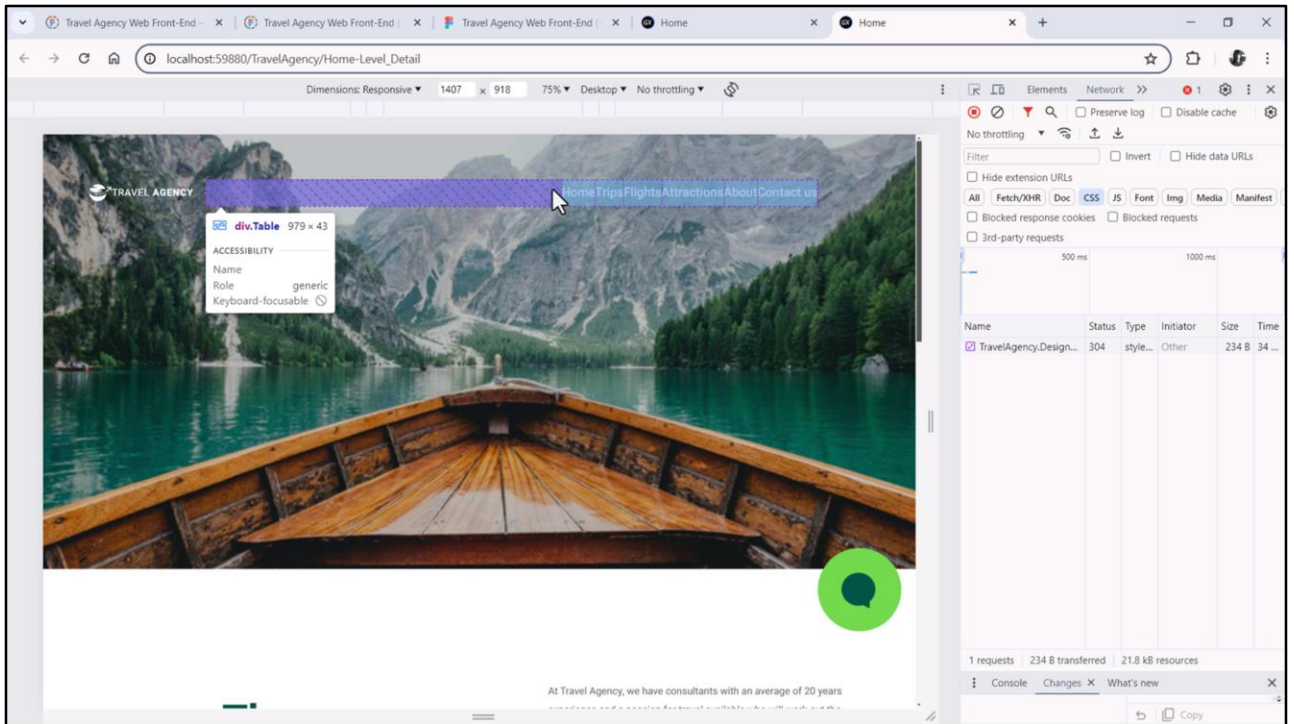 Travel Agency Web Front-End –
Travel Agency Web Front-End (
Travel Agency Web Front-End (
Home
Home
localhost:59880/TravelAgency/Home-Level_Detail
Dimensions: Responsive 1407 x 918 75% Desktop No throttling
Elements Network 1
Preserve log Disable cache
No throttling
Filter Invert Hide data URLs
Hide extension URLs
All Fetch/XHR Doc CSS JS Font Img Media Manifest
Blocked response cookies Blocked requests
3rd-party requests
500 ms 1000 ms
Name Status Type Initiator Size Time
TravelAgency.Design... 304 style... Other 234 B 34 ...
1 requests 234 B transferred 21.8 kB resources
Console Changes What's new
Copy
TRAVEL AGENCY
Home Trips Flights Attractions About Contact us
div.Table 979 × 43
ACCESSIBILITY
Name
Role generic
Keyboard-focusable
At Travel Agency, we have consultants with an average of 20 years